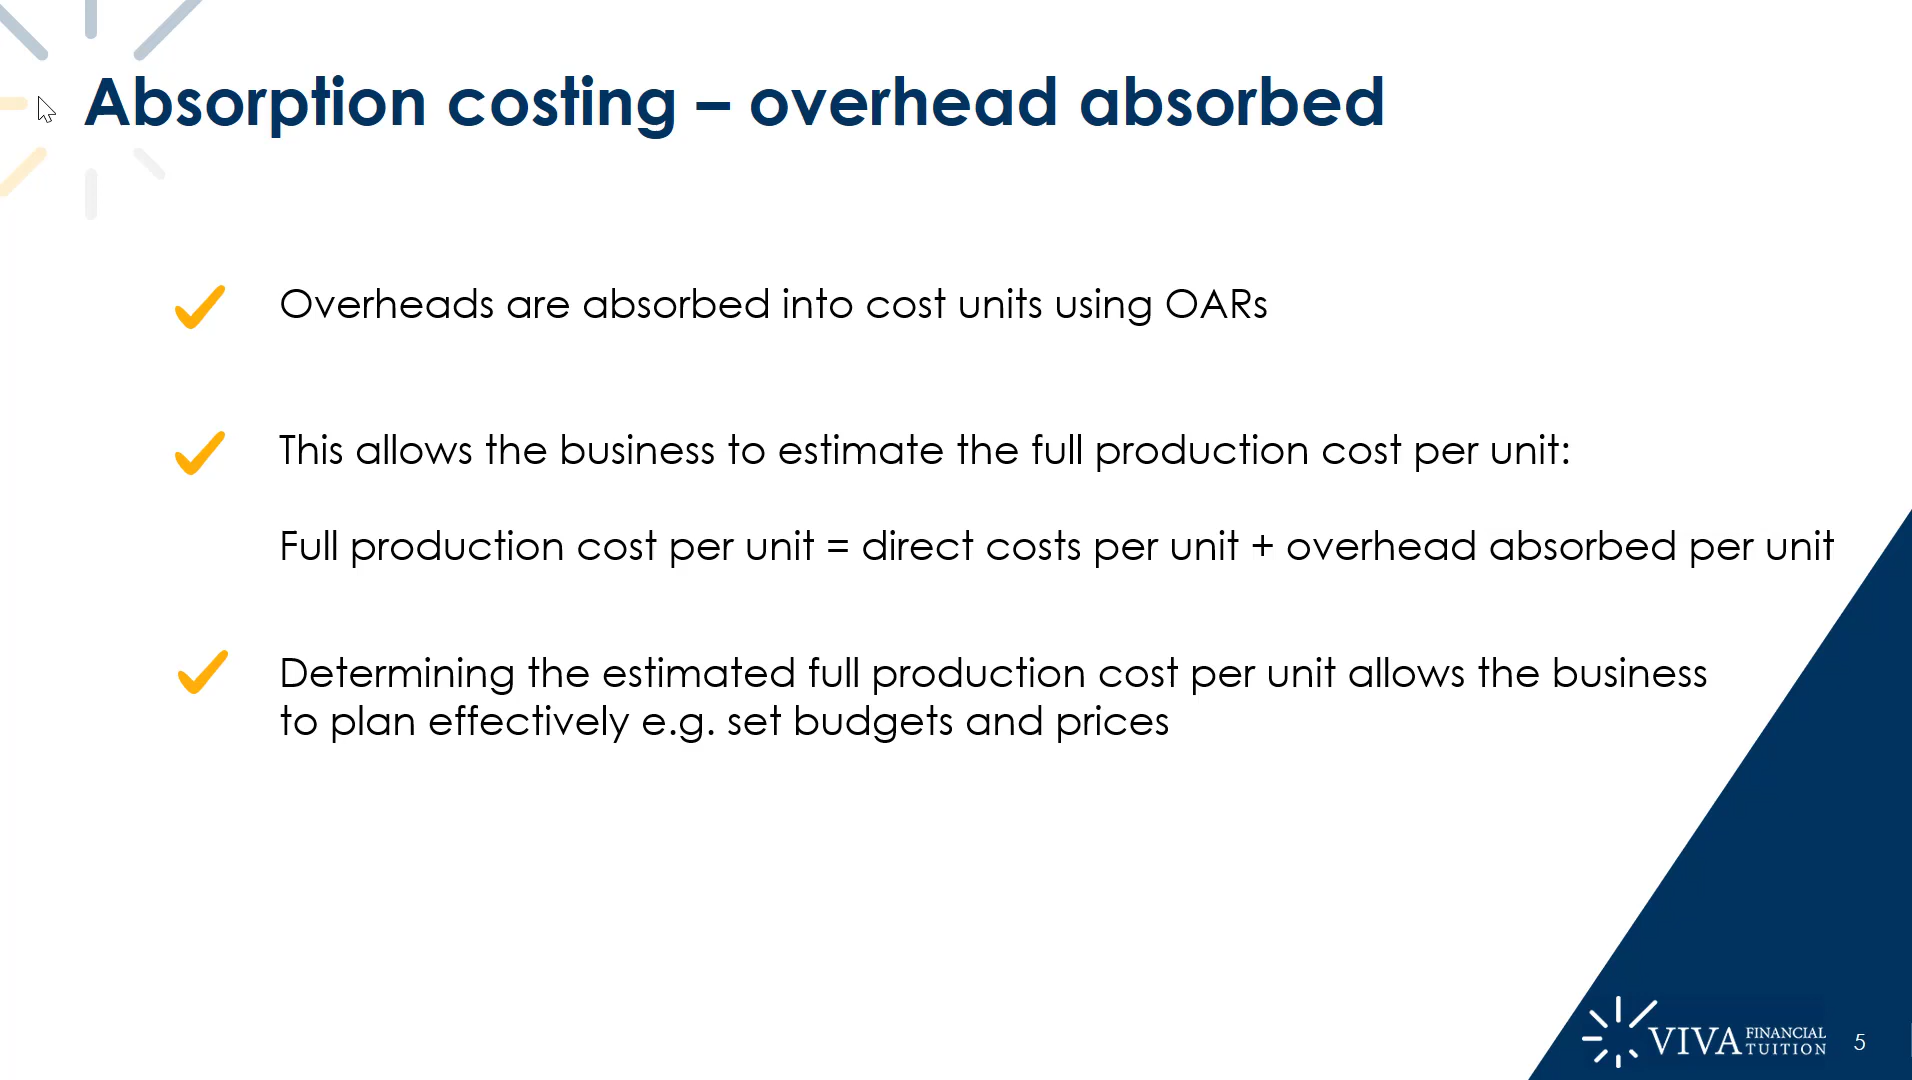 Absorption costing – overhead absorbed
Overheads are absorbed into cost units using OARs
This allows the business to estimate the full production cost per unit:
Full production cost per unit = direct costs per unit + overhead absorbed per unit
Determining the estimated full production cost per unit allows the business
to plan effectively e.g. set budgets and prices
VIVA FINANCIAL
TUITION
5